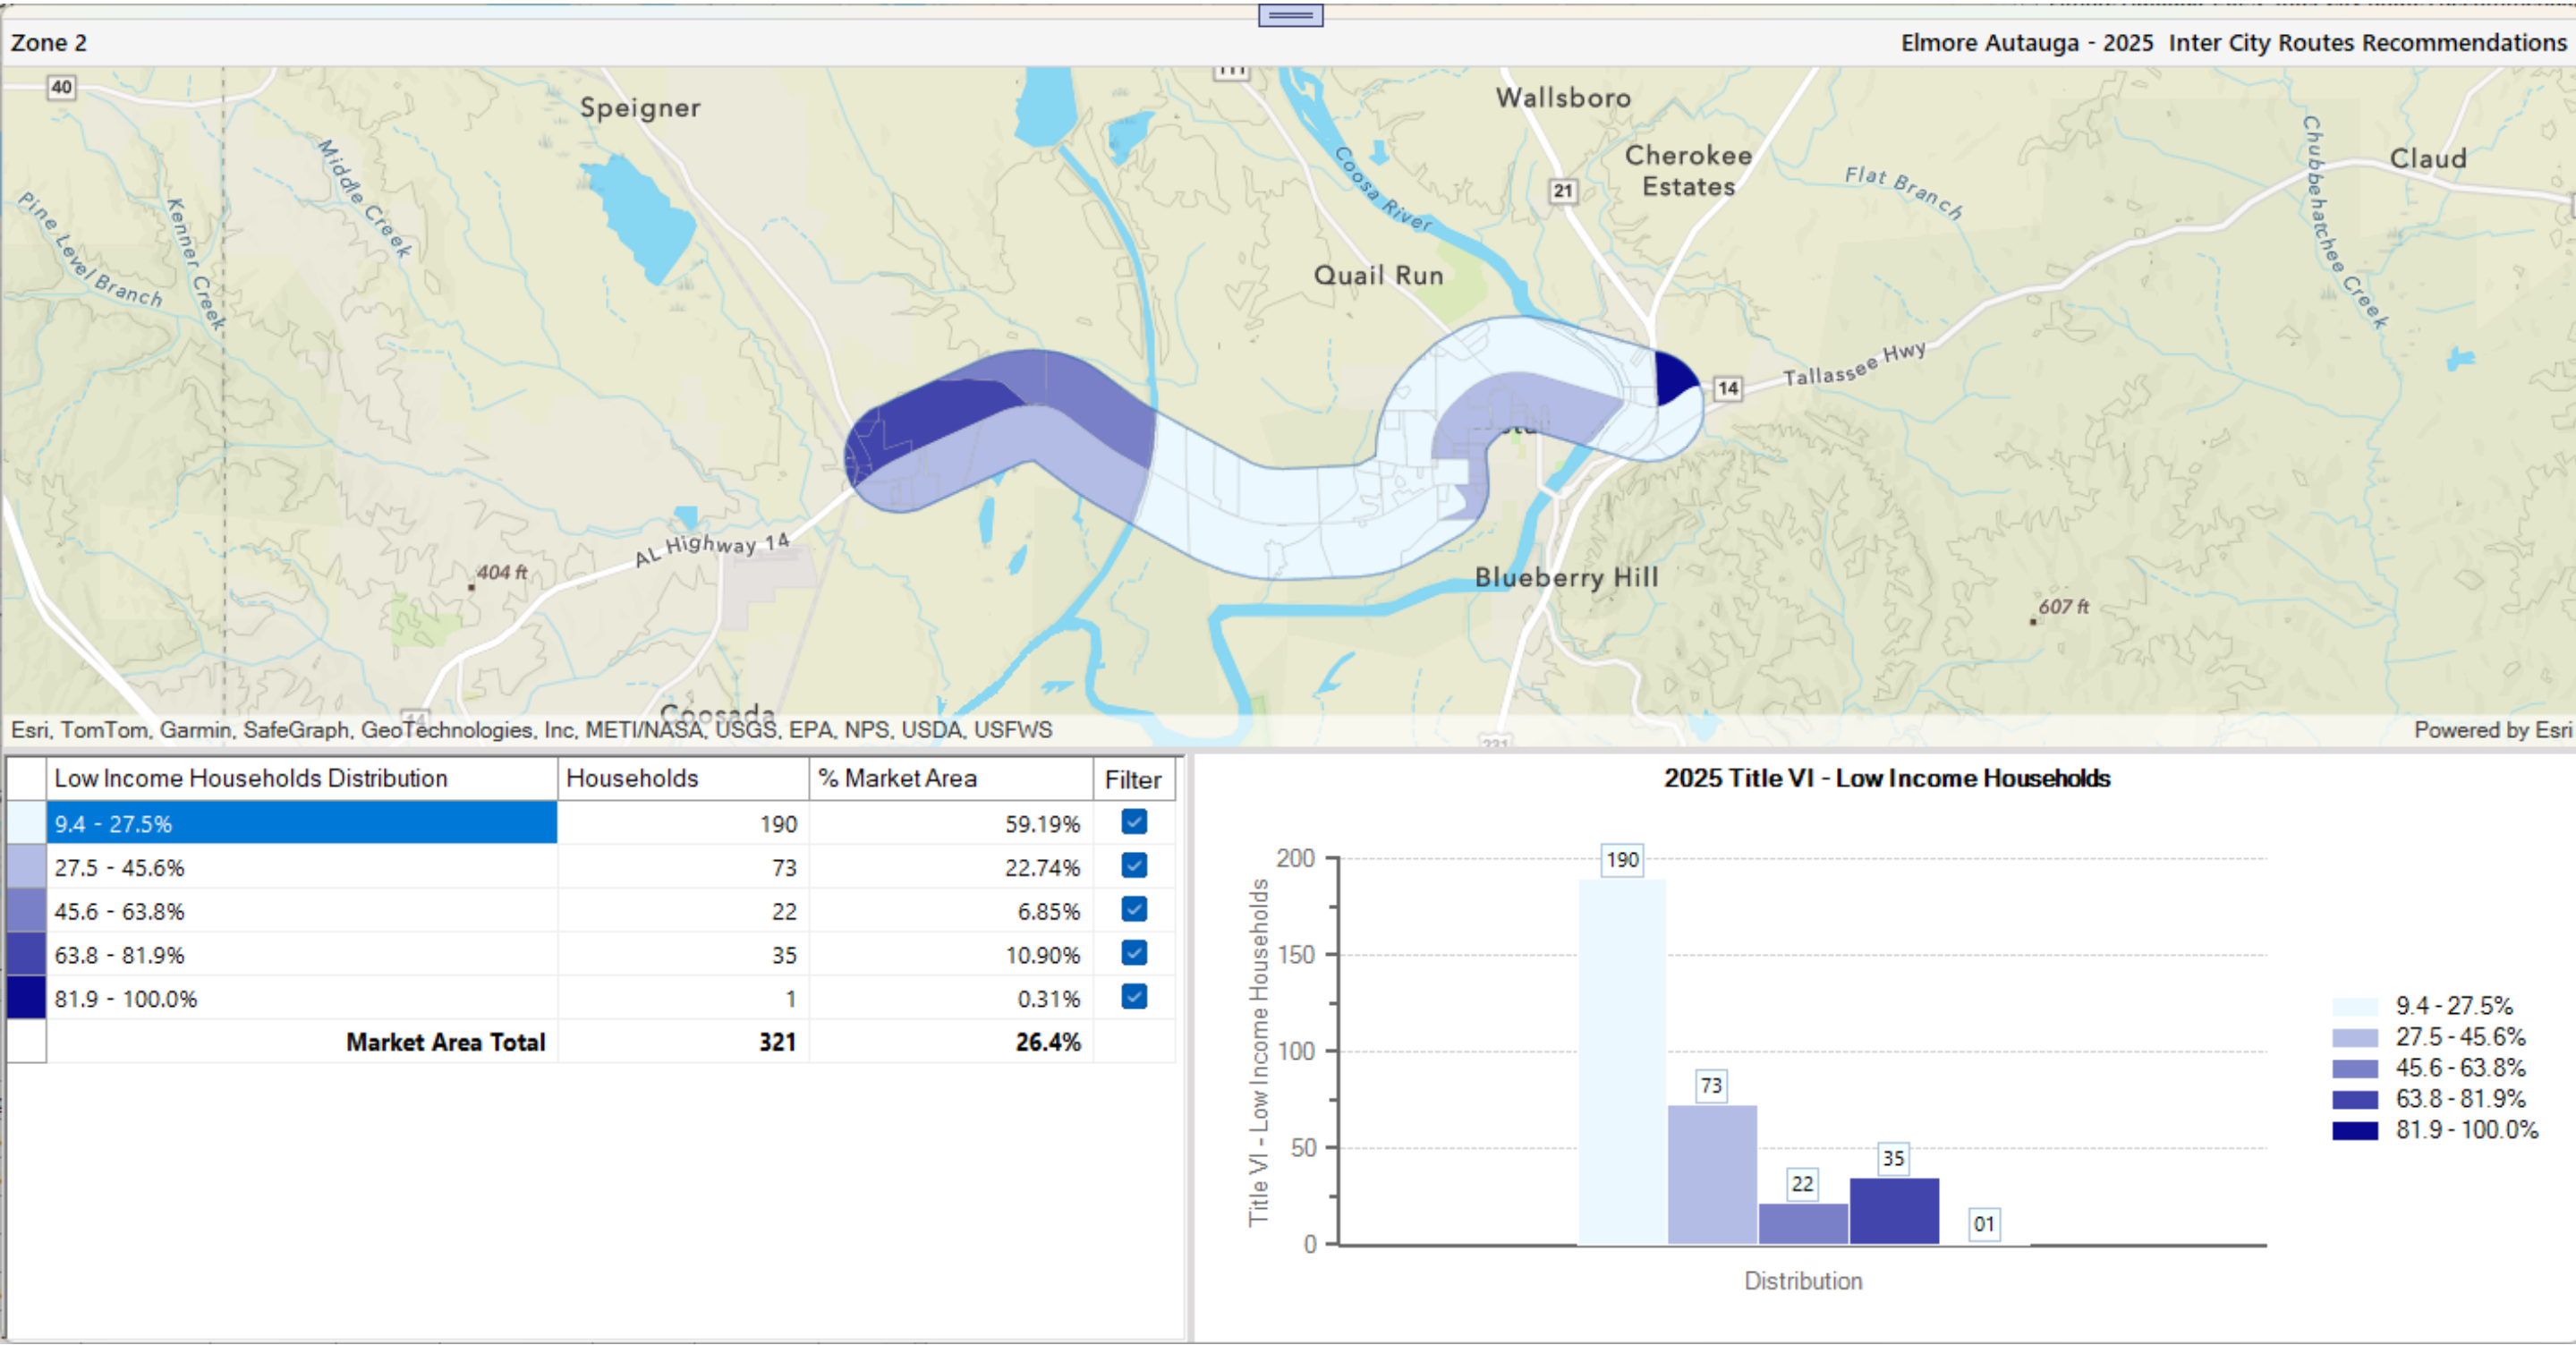 Zone 2
Elmore Autauga - 2025 Inter City Routes Recommendations
40
Speigner
111
Wallsboro
Cherokee
Estates
21
Claud
Middle Creek
Coosa River
Flat Branch
Chubbehatchee Creek
Pine Level Branch
Kenner Creek
Quail Run
14
Tallassee Hwy
AL Highway 14
404 ft
Blueberry Hill
607 ft
Coosada
14
Esri, TomTom, Garmin, SafeGraph, GeoTechnologies, Inc, METI/NASA, USGS, EPA, NPS, USDA, USFWS
Powered by Esri
Low Income Households Distribution Households % Market Area Filter
9.4 - 27.5% 190 59.19%
27.5 - 45.6% 73 22.74%
45.6 - 63.8% 22 6.85%
63.8 - 81.9% 35 10.90%
81.9 - 100.0% 1 0.31%
Market Area Total 321 26.4%
2025 Title VI - Low Income Households
Title VI - Low Income Households
200
150
100
50
0
190
73
22
35
01
Distribution
9.4 - 27.5%
27.5 - 45.6%
45.6 - 63.8%
63.8 - 81.9%
81.9 - 100.0%